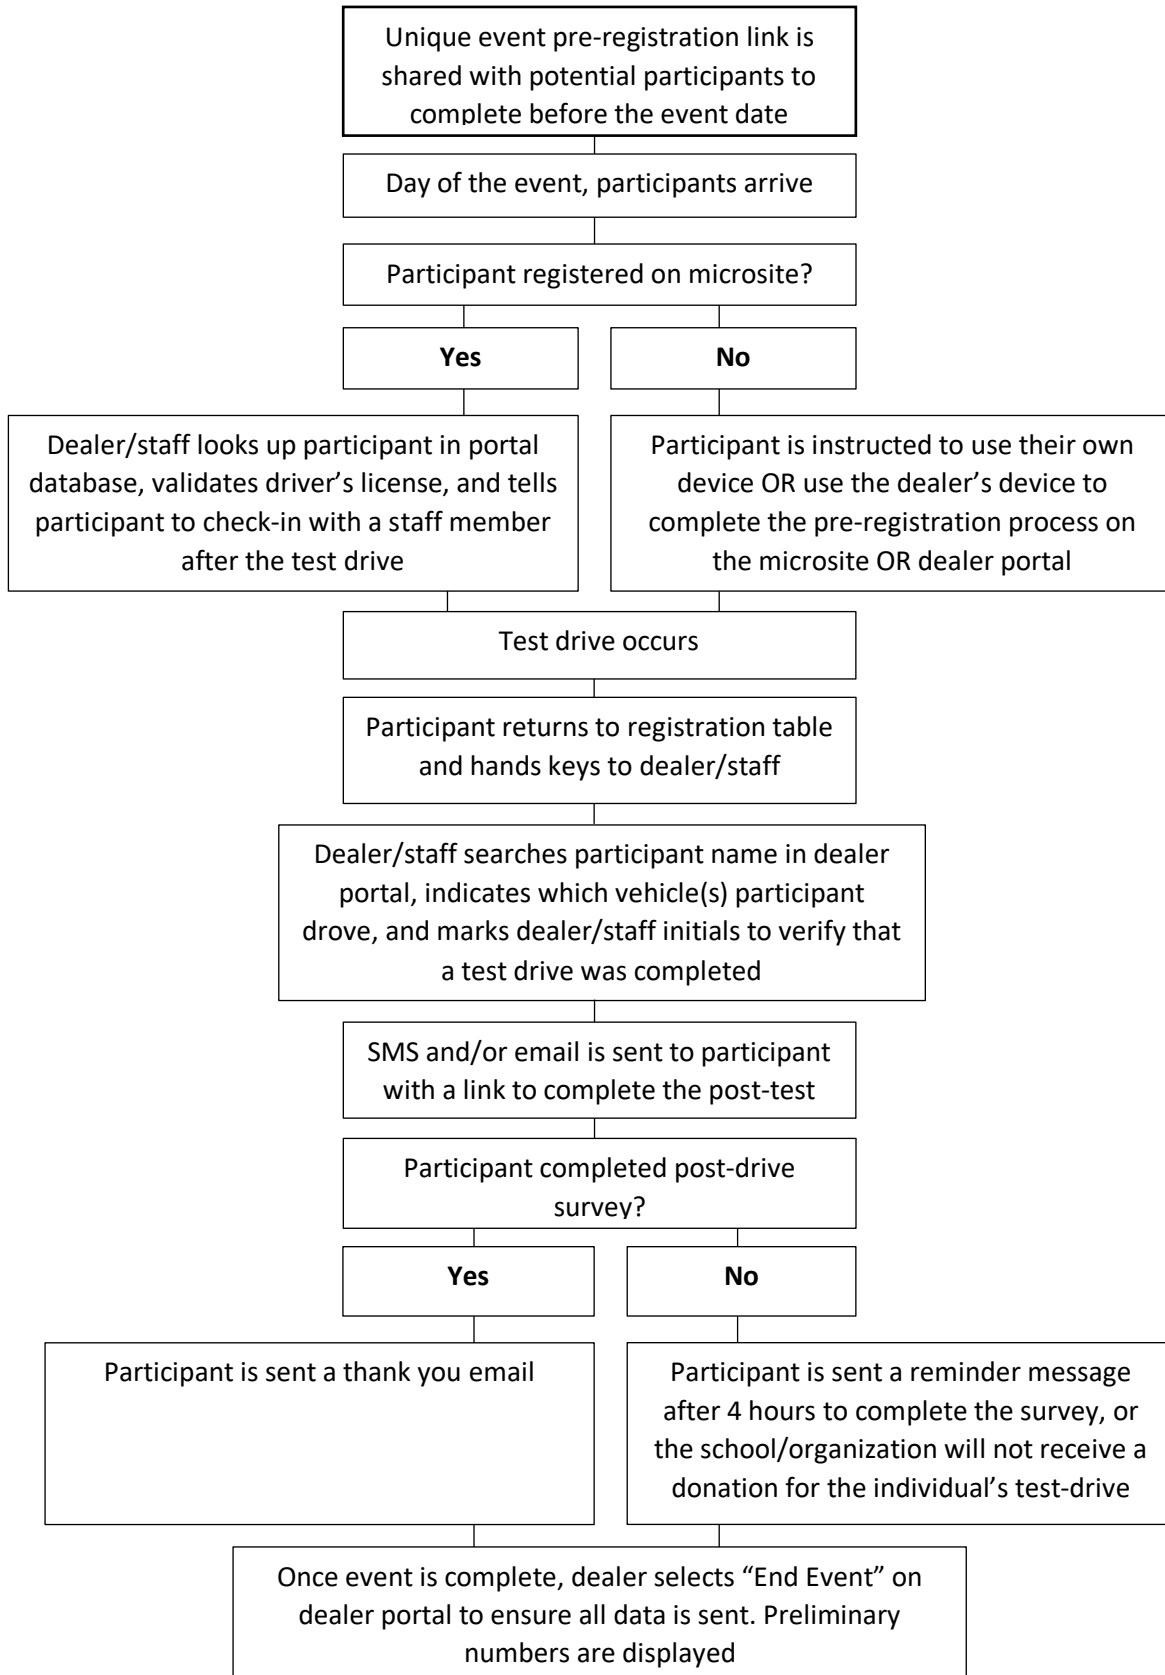 Unique event pre-registration link is
shared with potential participants to
complete before the event date
Day of the event, participants arrive
Participant registered on microsite?
Yes
No
Dealer/staff looks up participant in portal
database, validates driver’s license, and tells
participant to check-in with a staff member
after the test drive
Participant is instructed to use their own
device OR use the dealer’s device to
complete the pre-registration process on
the microsite OR dealer portal
Test drive occurs
Participant returns to registration table
and hands keys to dealer/staff
Dealer/staff searches participant name in dealer
portal, indicates which vehicle(s) participant
drove, and marks dealer/staff initials to verify that
a test drive was completed
SMS and/or email is sent to participant
with a link to complete the post-test
Participant completed post-drive
survey?
Yes
No
Participant is sent a thank you email
Participant is sent a reminder message
after 4 hours to complete the survey, or
the school/organization will not receive a
donation for the individual’s test-drive
Once event is complete, dealer selects “End Event” on
dealer portal to ensure all data is sent. Preliminary
numbers are displayed